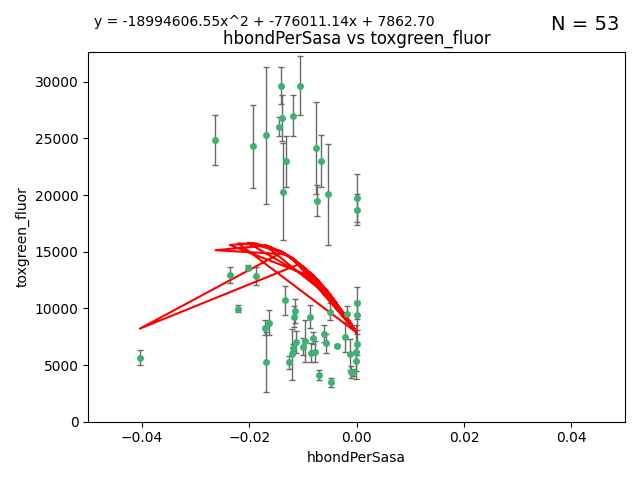 y = -18994606.55x^2 + -776011.14x + 7862.70
N = 53
hbondPerSasa vs toxgreen_fluor
toxgreen_fluor
30000
25000
20000
15000
10000
5000
0
−0.04
−0.02
0.00
0.02
0.04
hbondPerSasa